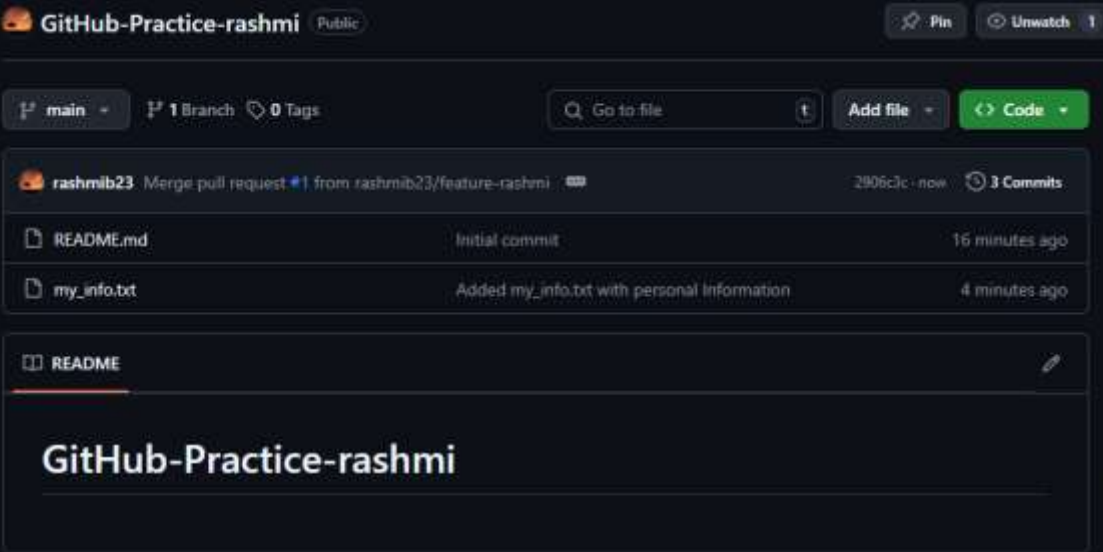 GitHub-Practice-rashmi Public Pin Unwatch 1
main 1 Branch 0 Tags Go to file t Add file <> Code
rashmib23 Merge pull request #1 from rashmib23/feature-rashmi 2906c3c · now 3 Commits
README.md Initial commit 16 minutes ago
my_info.txt Added my_info.txt with personal Information 4 minutes ago
README
GitHub-Practice-rashmi